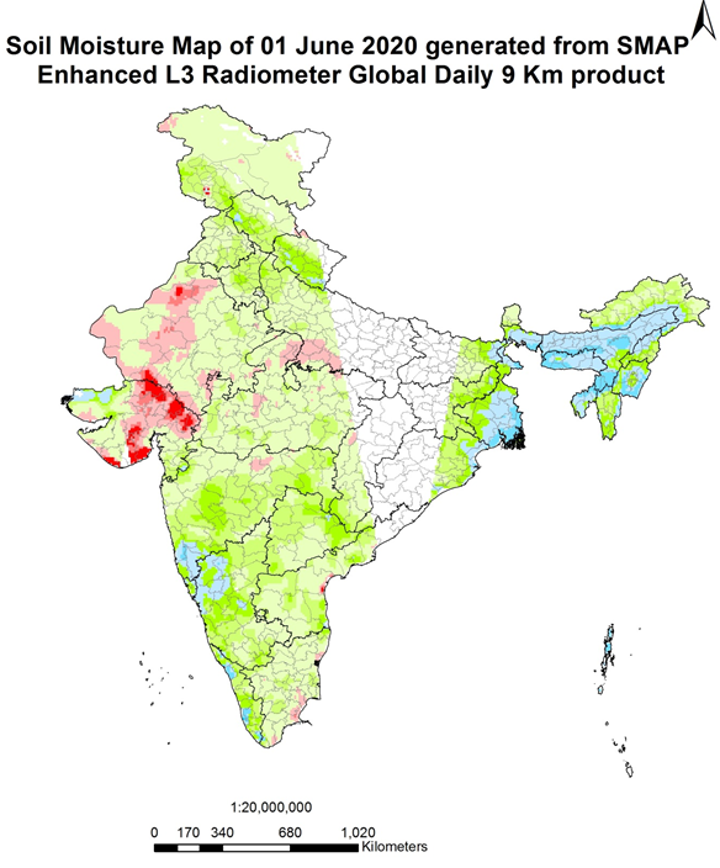 Soil Moisture Map of 01 June 2020 generated from SMAP
Enhanced L3 Radiometer Global Daily 9 Km product
1:20,000,000
0 170 340 680 1,020
Kilometers